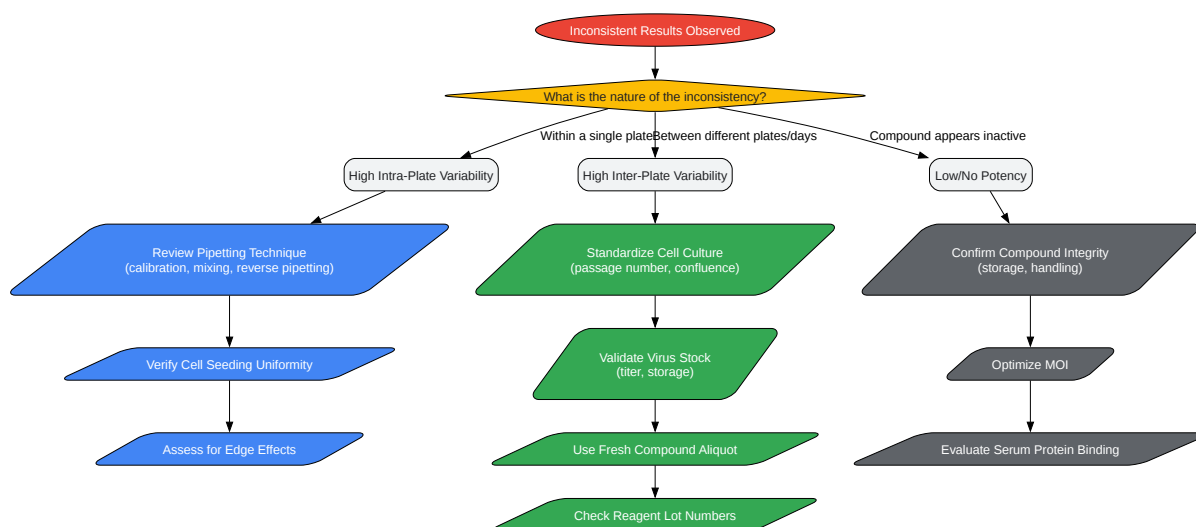 Inconsistent Results Observed
What is the nature of the inconsistency?
Within a single plate
Between different plates/days
Compound appears inactive
High Intra-Plate Variability
High Inter-Plate Variability
Low/No Potency
Review Pipetting Technique
(calibration, mixing, reverse pipetting)
Standardize Cell Culture
(passage number, confluence)
Confirm Compound Integrity
(storage, handling)
Verify Cell Seeding Uniformity
Validate Virus Stock
(titer, storage)
Optimize MOI
Assess for Edge Effects
Use Fresh Compound Aliquot
Evaluate Serum Protein Binding
Check Reagent Lot Numbers